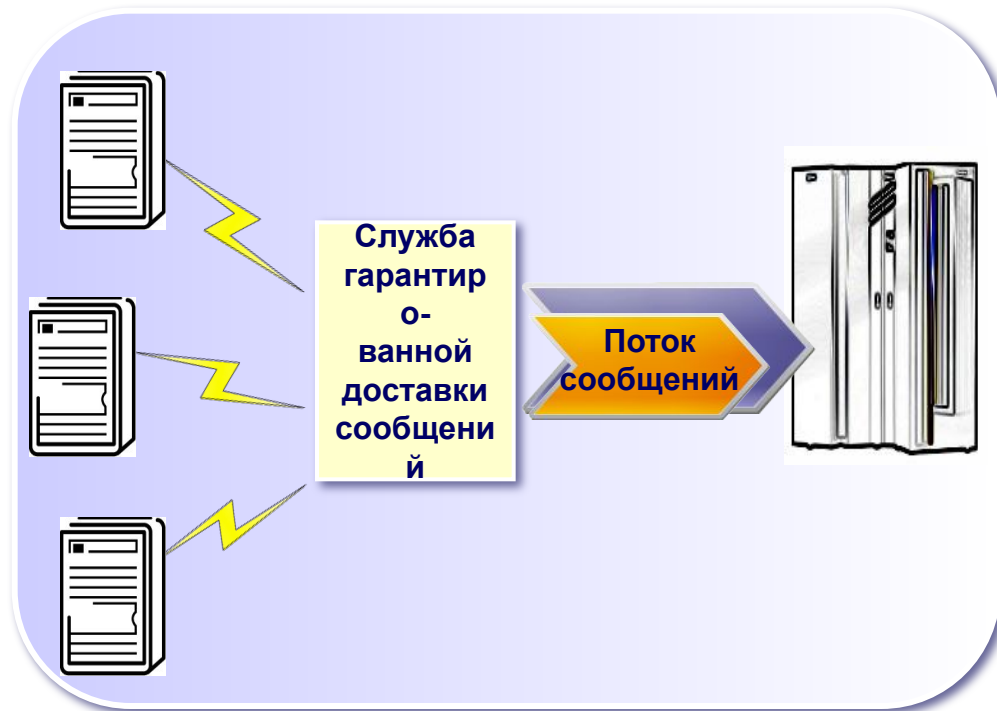 Служба
гарантир
о-
ванной
доставки
сообщени
й
Поток
сообщений